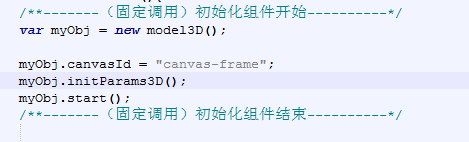 /**-------（固定调用）初始化组件开始----------*/
var myObj = new model3D();
myObj.canvasId = "canvas-frame";
myObj.initParams3D();
myObj.start();
/**-------（固定调用）初始化组件结束----------*/